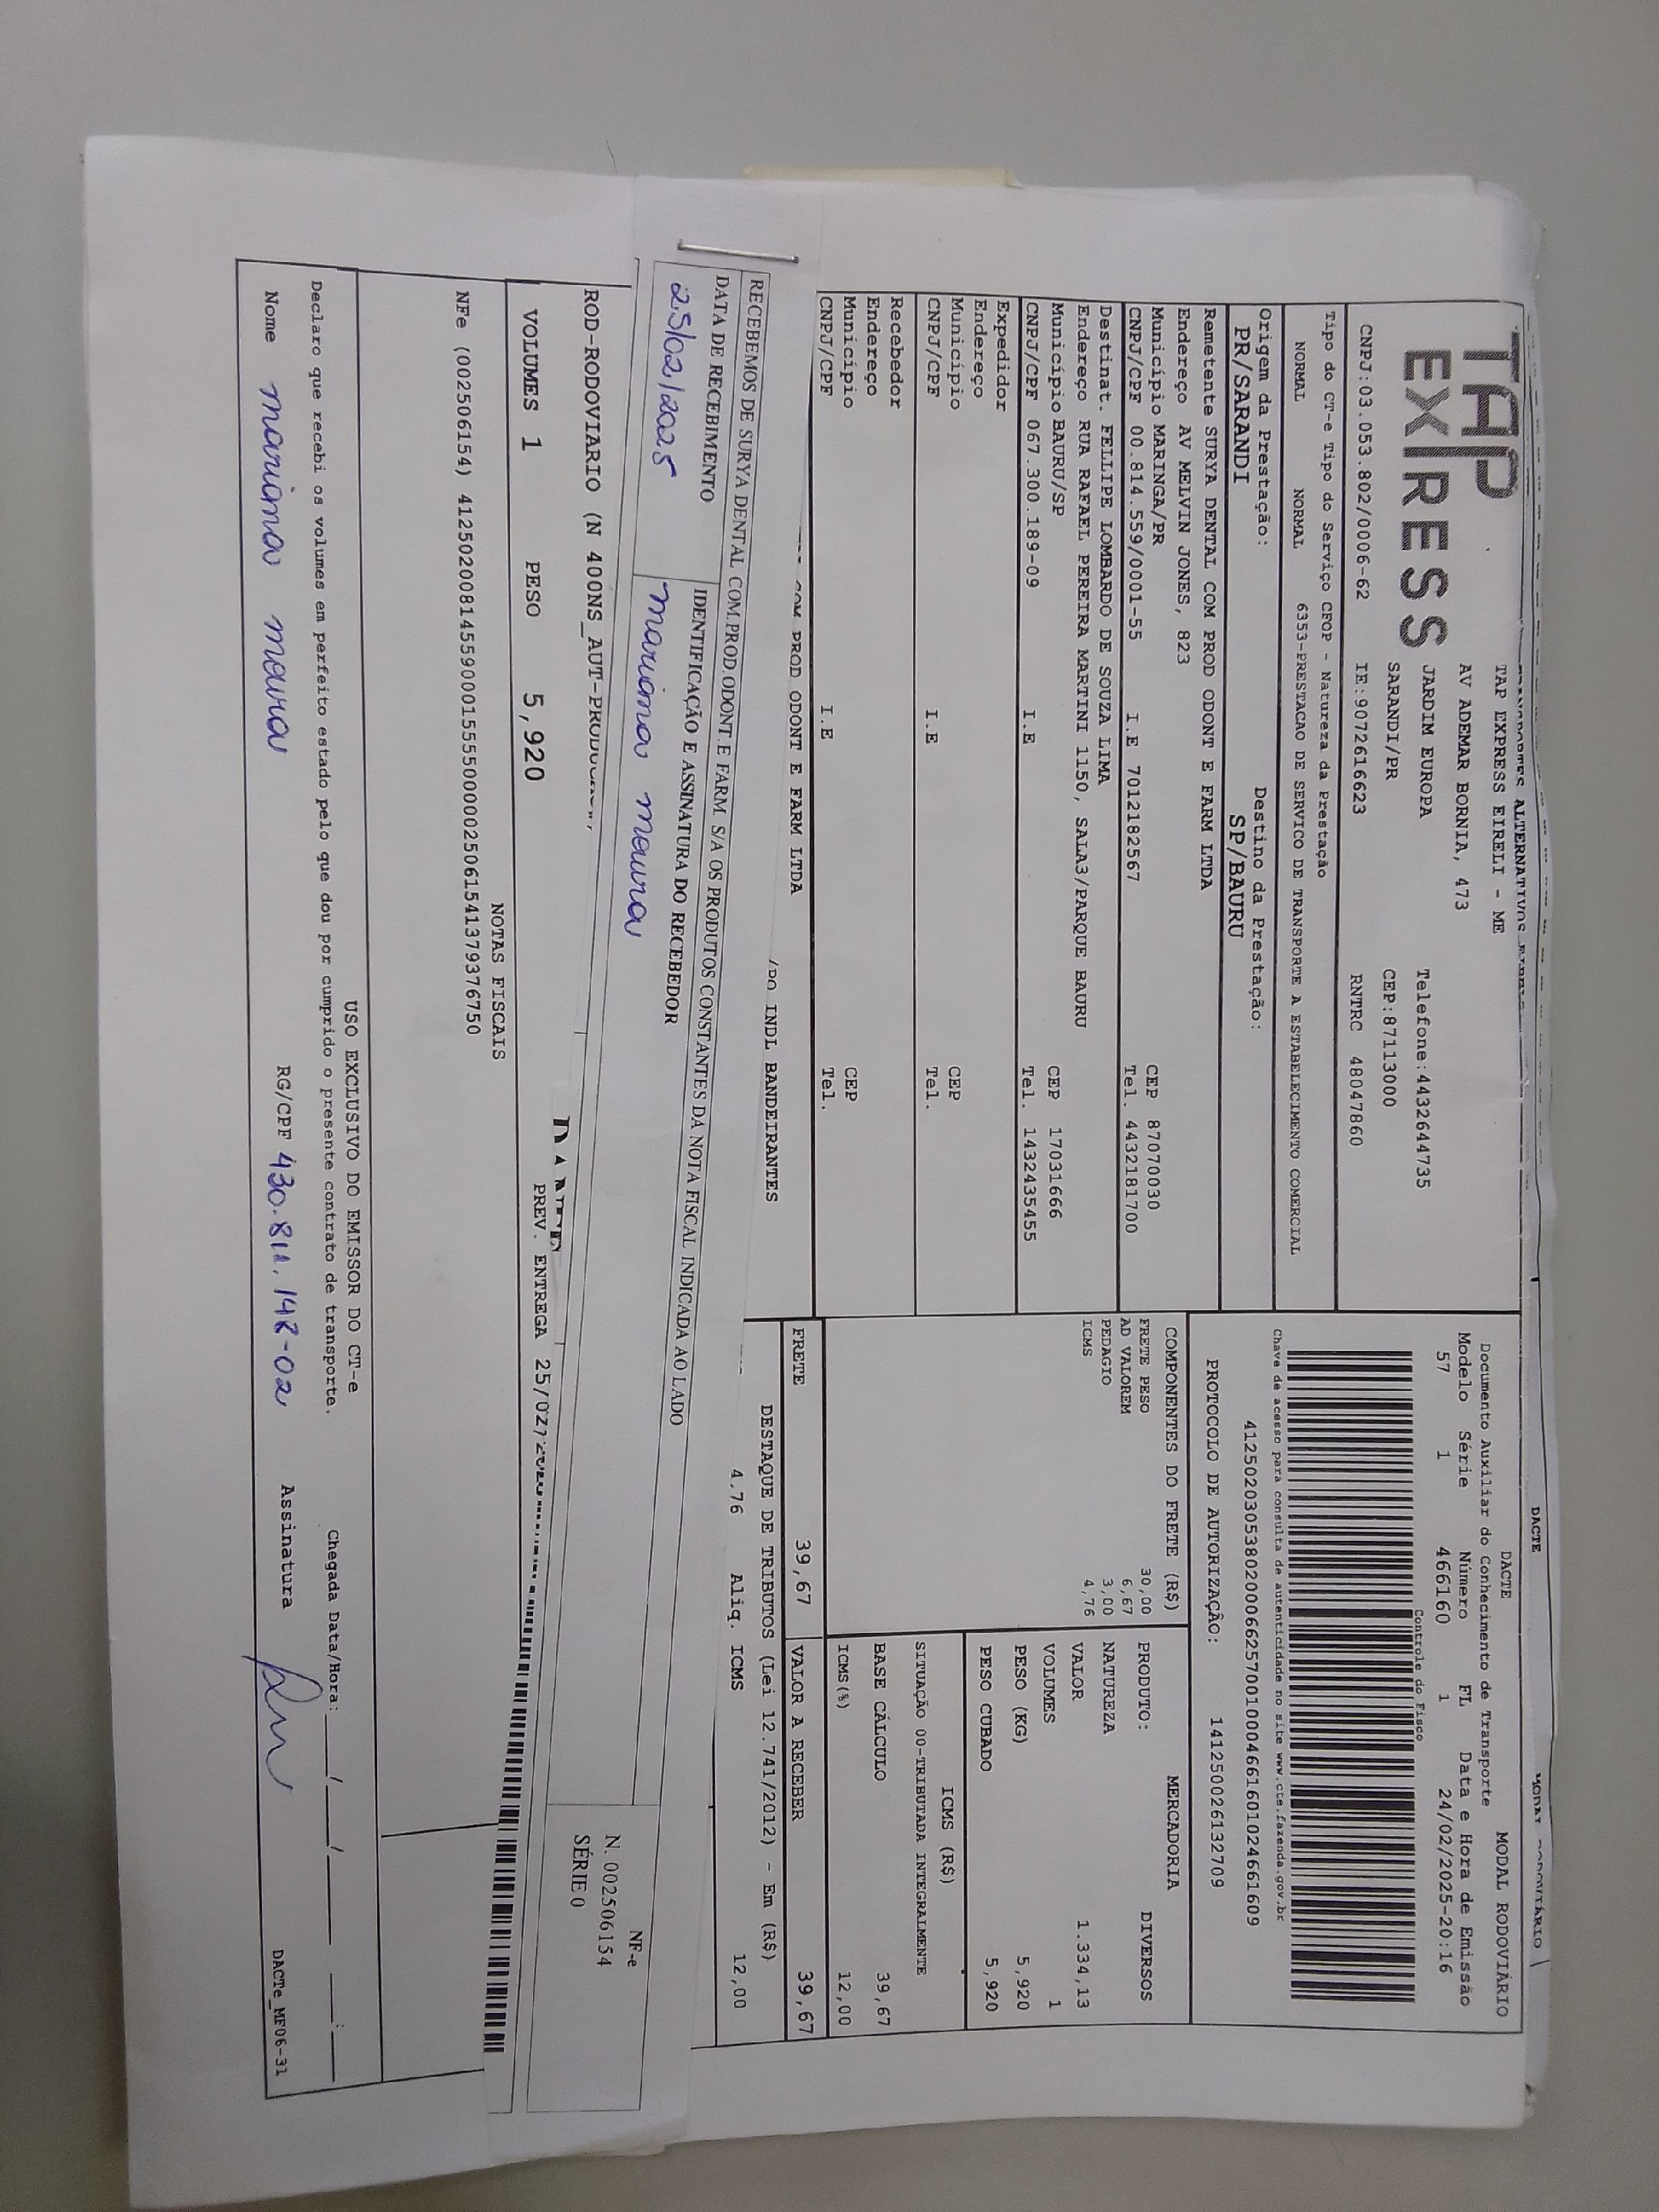 DACTE
TAP
EXPRESS
TAP EXPRESS EIRELI - ME
AV ADEMAR BORNIA, 473
JARDIM EUROPA Telefone:4432644735
SARANDI/PR CEP:87113000
CNPJ:03.053.802/0006-62 IE:9072616623 RNTRC 48047860
DACTE MODAL RODOVIÁRIO
Documento Auxiliar do Conhecimento de Transporte
Modelo Série Número FL Data e Hora de Emissão
57 1 466160 1 24/02/2025-20:16
Controle do Fisco
Chave de acesso para consulta de autenticidade no site www.cte.fazenda.gov.br
41250203053802000662570010004661601024661609
PROTOCOLO DE AUTORIZAÇÃO: 141250026132709
Tipo do CT-e Tipo do Serviço CFOP - Natureza da Prestação
NORMAL NORMAL 6353-PRESTACAO DE SERVICO DE TRANSPORTE A ESTABELECIMENTO COMERCIAL
Origem da Prestação: Destino da Prestação:
PR/SARANDI SP/BAURU
Remetente SURYA DENTAL COM PROD ODONT E FARM LTDA
Endereço AV MELVIN JONES, 823
Município MARINGA/PR CEP 87070030
CNPJ/CPF 00.814.559/0001-55 I.E 7012182567 Tel. 4432181700
Destinat. FELLIPE LOMBARDO DE SOUZA LIMA
Endereço RUA RAFAEL PEREIRA MARTINI 1150, SALA3/PARQUE BAURU
Município BAURU/SP CEP 17031666
CNPJ/CPF 067.300.189-09 I.E Tel. 1432435455
Expedidor
Endereço
Município CEP
CNPJ/CPF I.E Tel.
Recebedor
Endereço
Município CEP
CNPJ/CPF I.E Tel.
COM PROD ODONT E FARM LTDA
INDL BANDEIRANTES
COMPONENTES DO FRETE (R$)
FRETE PESO 30,00
AD VALOREM 6,67
PEDAGIO 3,00
ICMS 4,76
MERCADORIA
PRODUTO: DIVERSOS
NATUREZA
VALOR 1.334,13
VOLUMES 1
PESO (KG) 5,920
PESO CUBADO 5,920
ICMS (R$)
SITUAÇÃO 00-TRIBUTADA INTEGRALMENTE
BASE CÁLCULO 39,67
ICMS(%) 12,00
FRETE 39,67 VALOR A RECEBER 39,67
DESTAQUE DE TRIBUTOS (Lei 12.741/2012) - Em (R$)
4.76 Aliq. ICMS 12,00
RECEBEMOS DE SURYA DENTAL COM.PROD.ODONT.E FARM. S/A OS PRODUTOS CONSTANTES DA NOTA FISCAL INDICADA AO LADO
DATA DE RECEBIMENTO IDENTIFICAÇÃO E ASSINATURA DO RECEBEDOR
25/02/2025 mariana moura
NF-e
N. 002506154
SÉRIE 0
ROD-RODOVIARIO (N 400NS_AUT-PRODUCAO
VOLUMES 1 PESO 5,920 PREV. ENTREGA 25/02/
NOTAS FISCAIS
NFe (002506154) 41250200814559000155550000025061541379376750
USO EXCLUSIVO DO EMISSOR DO CT-e
Declaro que recebi os volumes em perfeito estado pelo que dou por cumprido o presente contrato de transporte. Chegada Data/Hora:___/___/___ __:__
Nome mariana moura RG/CPF 430.811.148-02 Assinatura
DACTe_MF06-31